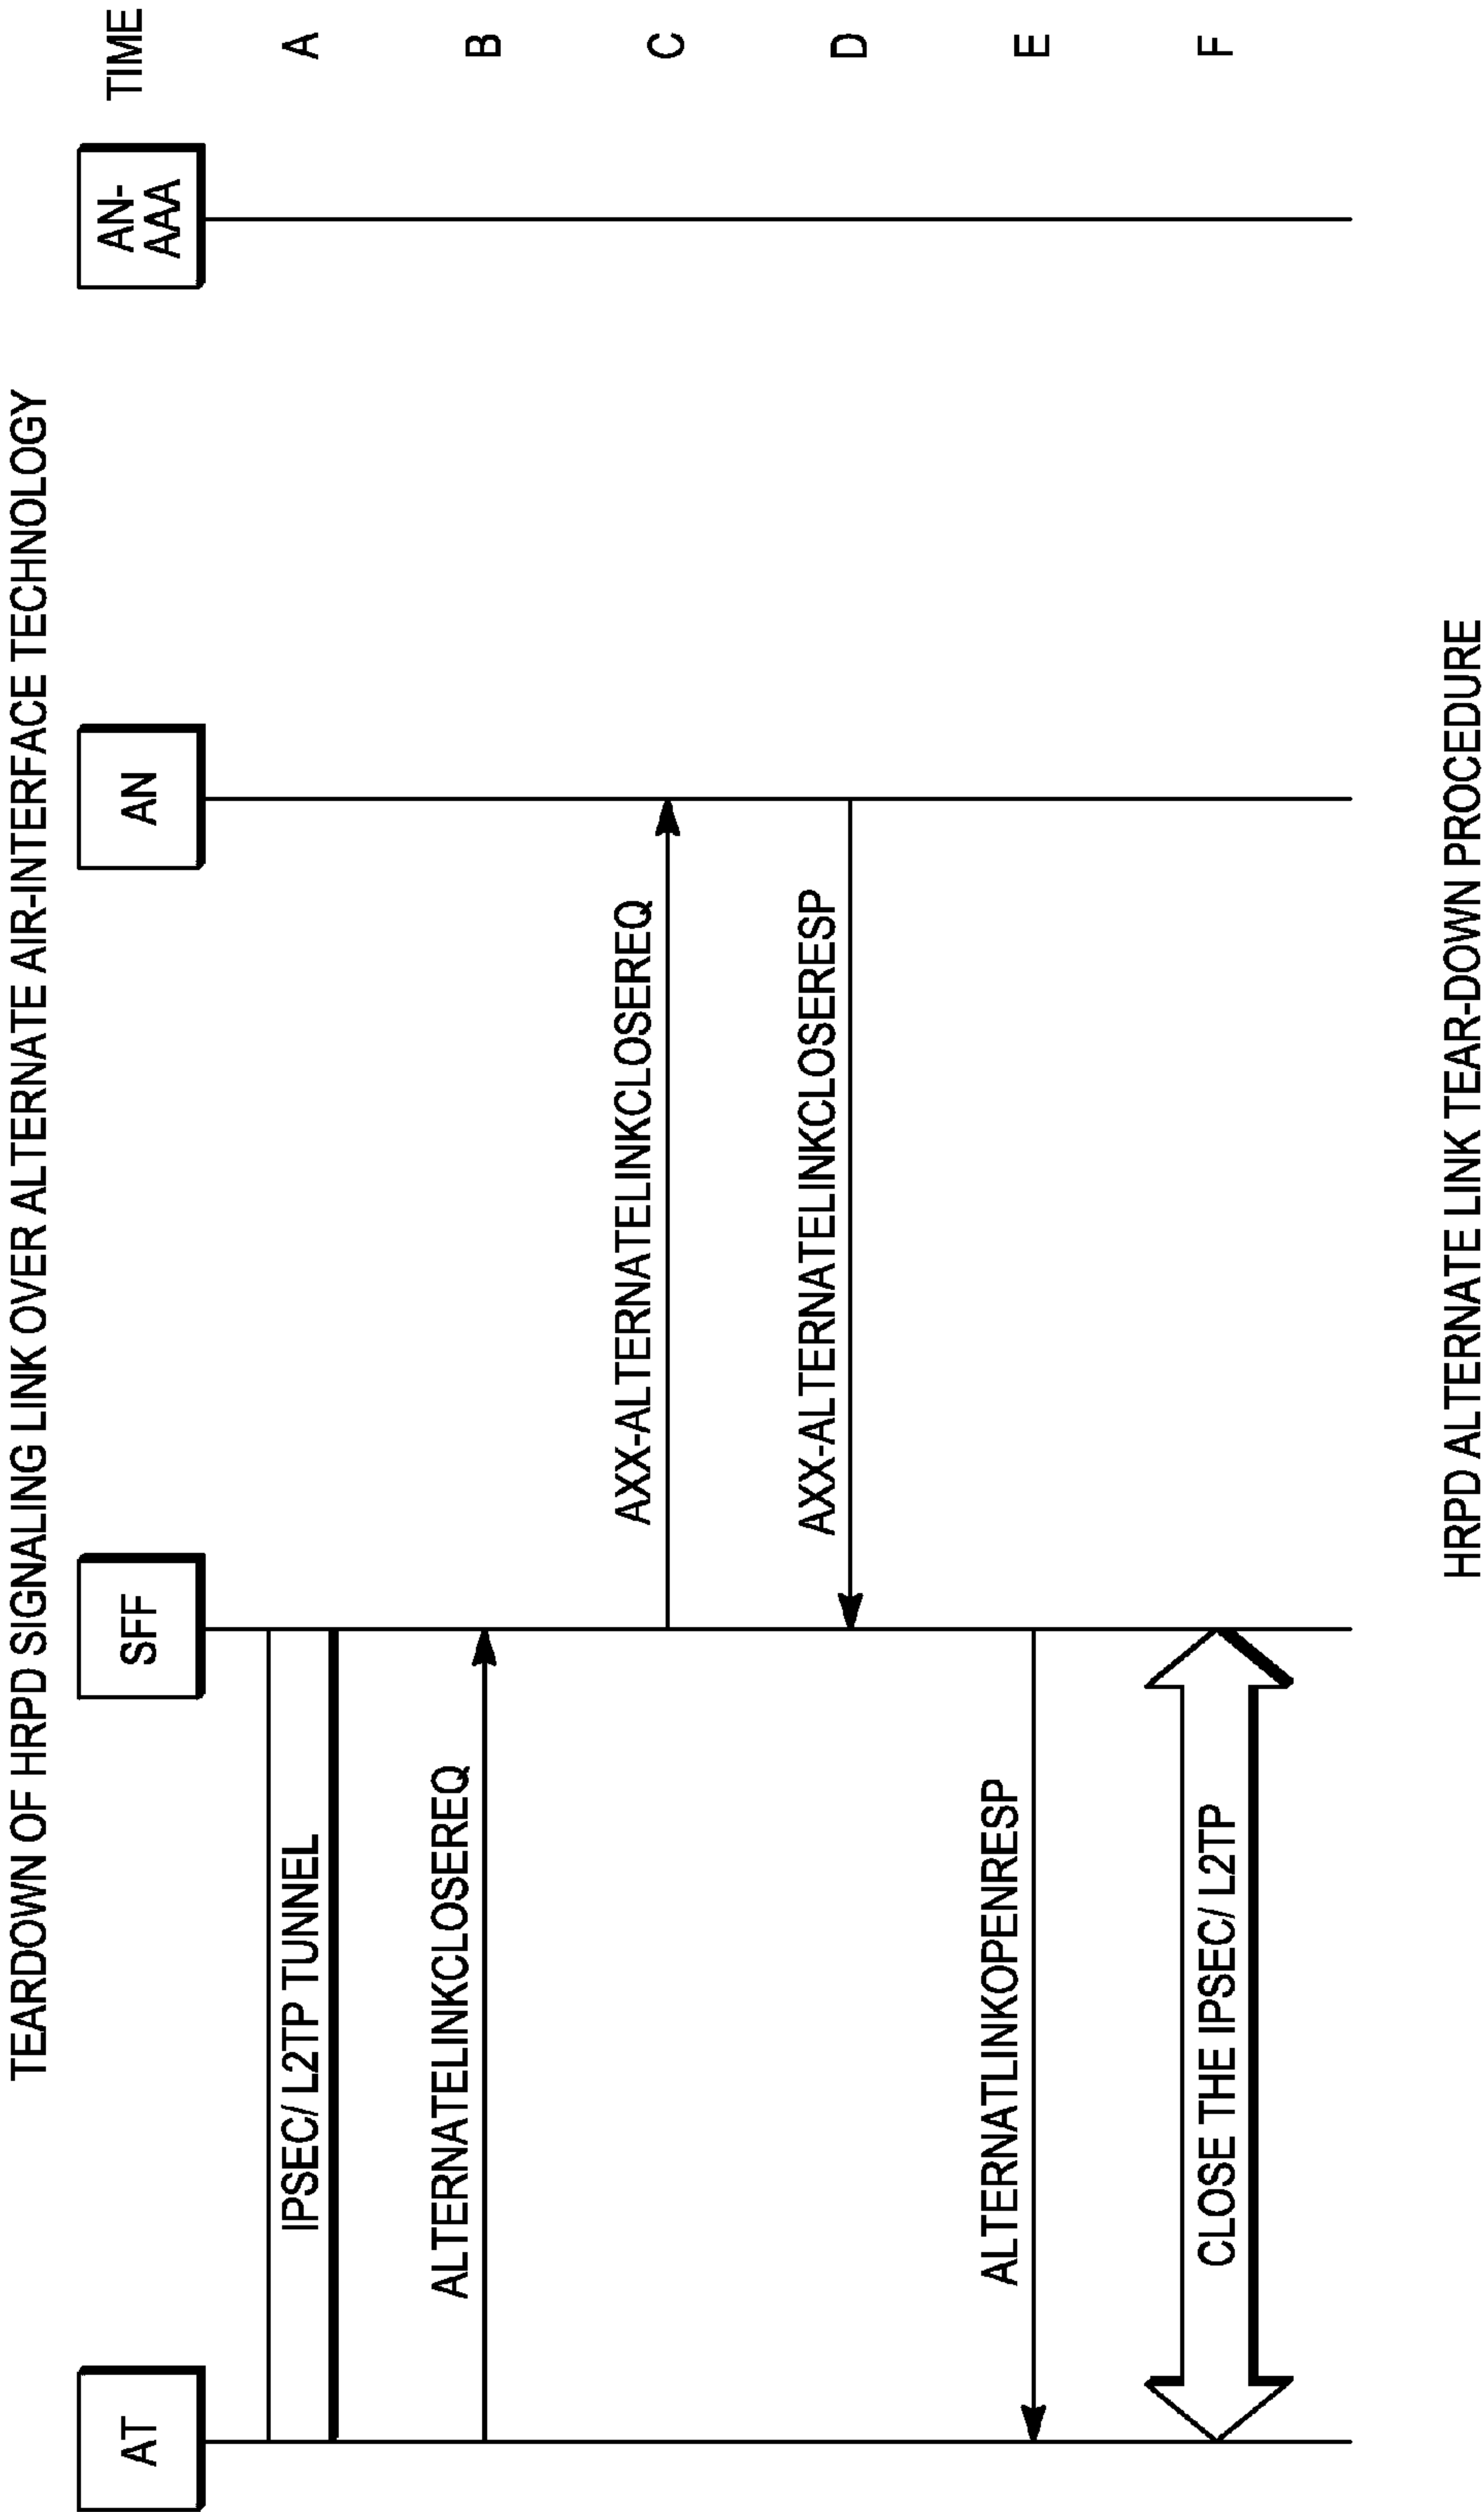 TEARDOWN OF HRPD SIGNALING LINK OVER ALTERNATE AIR-INTERFACE TECHNOLOGY
AT
SFF
AN
AN-
AAA
TIME
IPSEC/ L2TP TUNNEL
A
ALTERNATELINKCLOSEREQ
B
AXX-ALTERNATELINKCLOSEREQ
C
AXX-ALTERNATELINKCLOSERESP
D
ALTERNATLINKOPENRESP
E
CLOSE THE IPSEC/ L2TP
F
HRPD ALTERNATE LINK TEAR-DOWN PROCEDURE